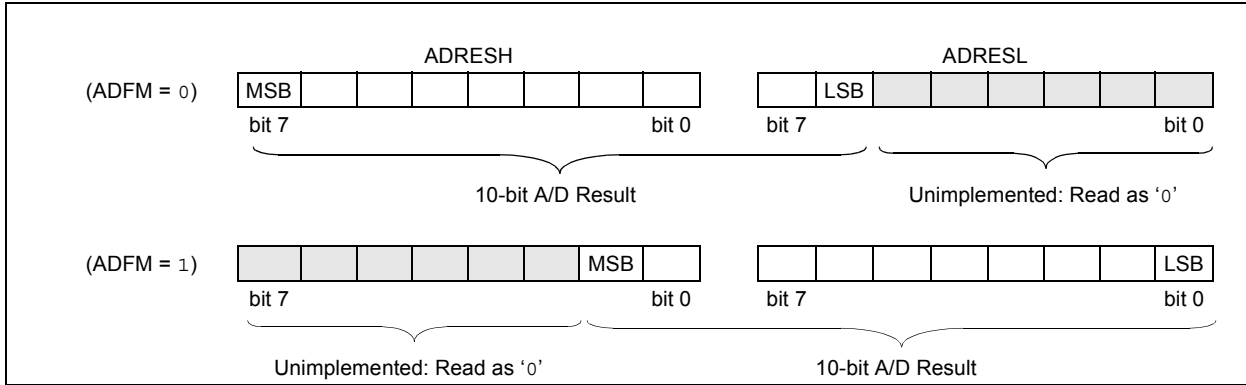 ADRESH ADRESL
(ADFM = 0) MSB LSB
bit 7 bit 0 bit 7 bit 0
10-bit A/D Result Unimplemented: Read as ‘0’
(ADFM = 1) MSB LSB
bit 7 bit 0 bit 7 bit 0
Unimplemented: Read as ‘0’ 10-bit A/D Result